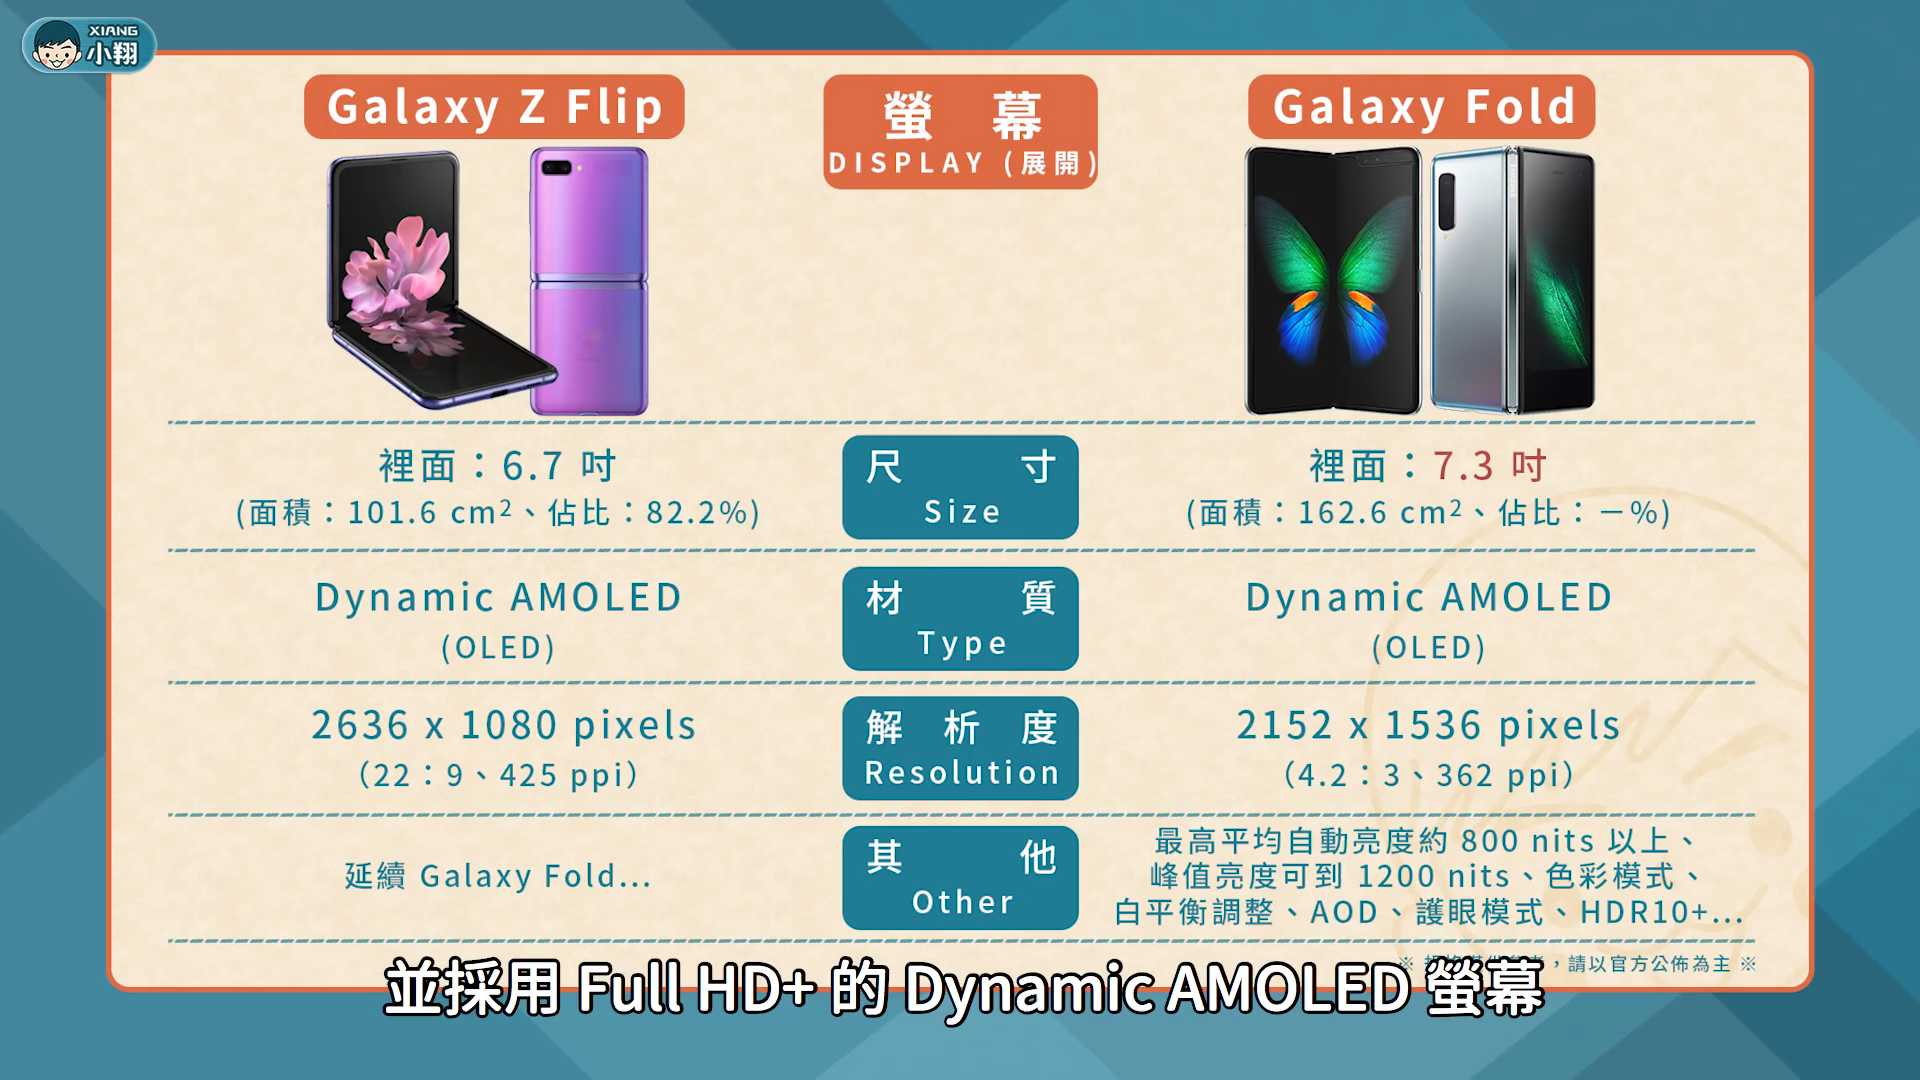 XIANG
小翔
Galaxy Z Flip
螢幕
DISPLAY (展開)
Galaxy Fold
裡面：6.7 吋
(面積：101.6 cm²、佔比：82.2%)
尺寸
Size
裡面：7.3 吋
(面積：162.6 cm²、佔比：－%)
Dynamic AMOLED
(OLED)
材質
Type
Dynamic AMOLED
(OLED)
2636 x 1080 pixels
（22：9、425 ppi）
解析度
Resolution
2152 x 1536 pixels
（4.2：3、362 ppi）
延續 Galaxy Fold...
其他
Other
最高平均自動亮度約 800 nits 以上、
峰值亮度可到 1200 nits、色彩模式、
白平衡調整、AOD、護眼模式、HDR10+...
，請以官方公佈為主 ※
並採用 Full HD+ 的 Dynamic AMOLED 螢幕